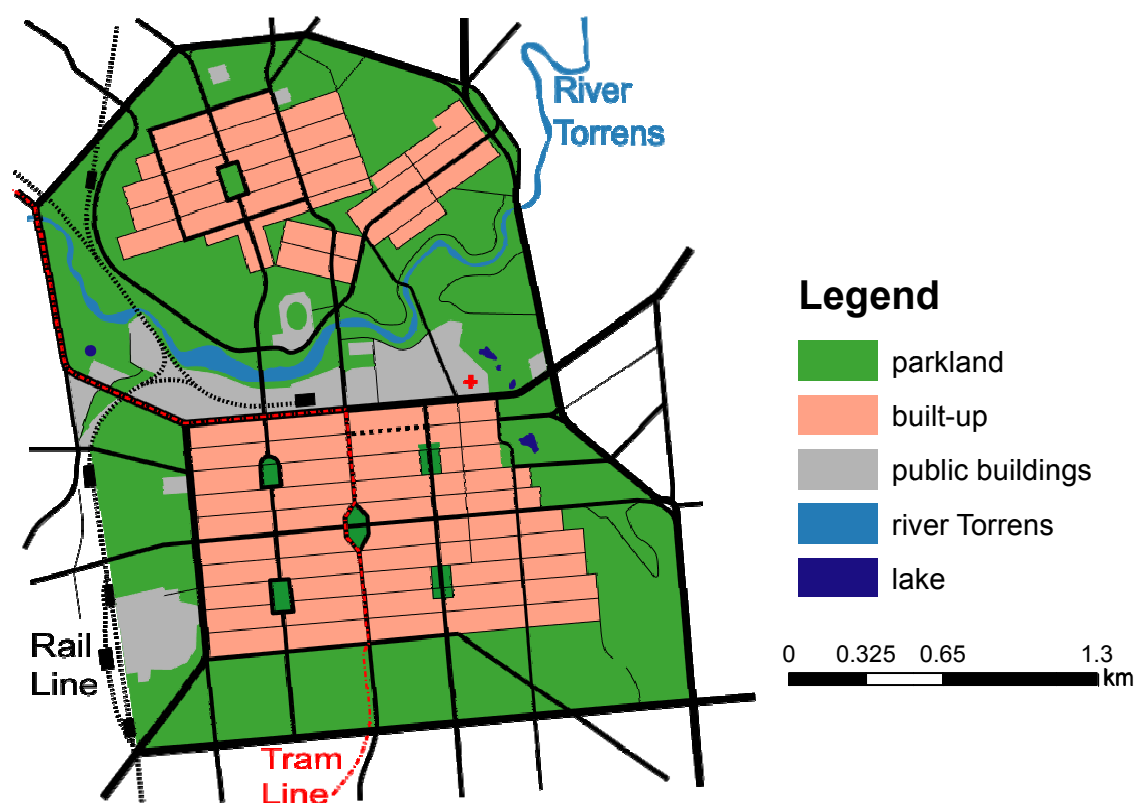 River
Torrens
Legend
parkland
built-up
public buildings
river Torrens
lake
Rail
Line
0 0.325 0.65 1.3
km
Tram
Line